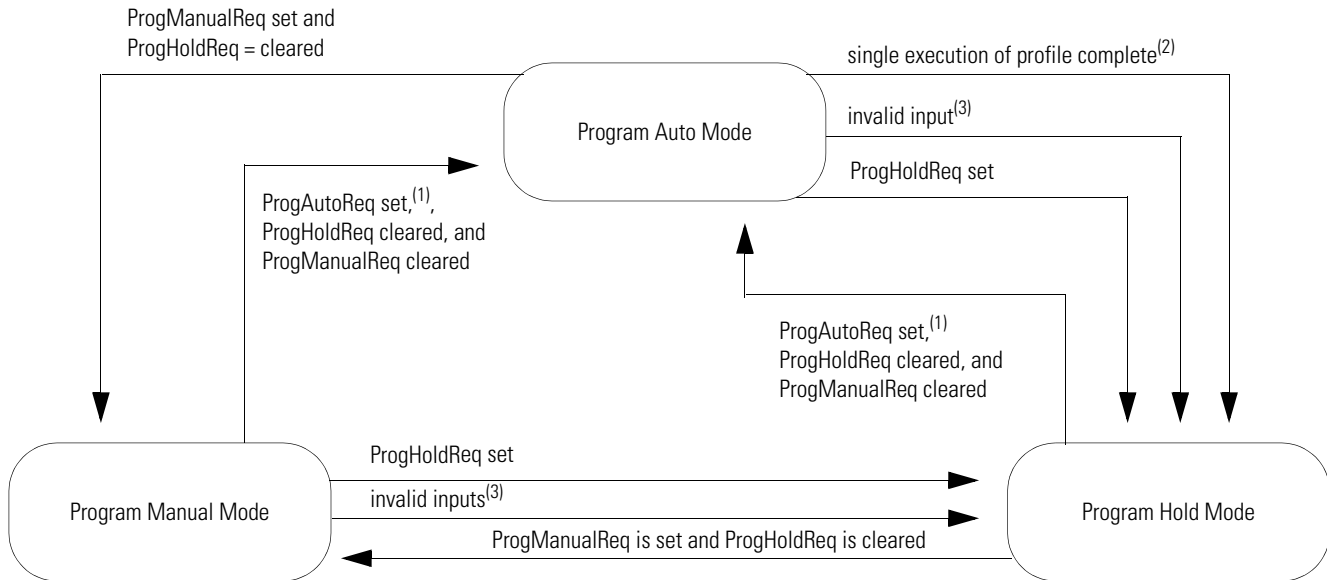 ProgManualReq set and
ProgHoldReq = cleared
single execution of profile complete(2)
Program Auto Mode
invalid input(3)
ProgHoldReq set
ProgAutoReq set,(1),
ProgHoldReq cleared, and
ProgManualReq cleared
ProgAutoReq set,(1)
ProgHoldReq cleared, and
ProgManualReq cleared
ProgHoldReq set
invalid inputs(3)
Program Manual Mode
Program Hold Mode
ProgManualReq is set and ProgHoldReq is cleared